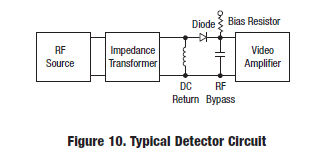 Diode
Bias Resistor
RF
Source
Impedance
Transformer
Video
Amplifier
DC
Return
RF
Bypass
Figure 10. Typical Detector Circuit